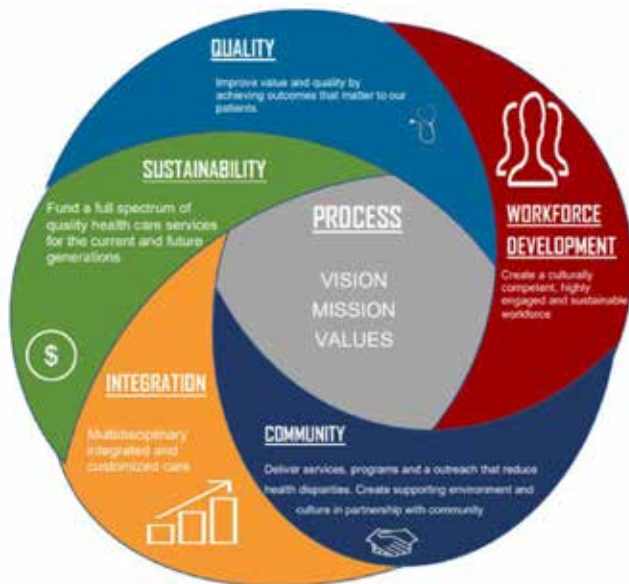 QUALITY
Improve value and quality by
achieving outcomes that matter to our
patients
SUSTAINABILITY
Fund a full spectrum of
quality health care services
for the current and future
generations
$
PROCESS
VISION
MISSION
VALUES
WORKFORCE
DEVELOPMENT
Create a culturally
competent, highly
engaged and sustainable
workforce
INTEGRATION
Multidisciplinary
integrated and
customized care
COMMUNITY
Deliver services, programs and a outreach that reduce
health disparities. Create supporting environment and
culture in partnership with community